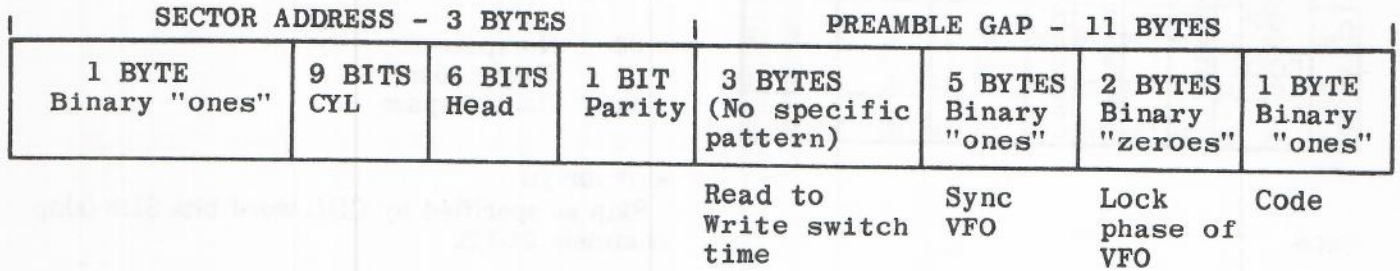 SECTOR ADDRESS - 3 BYTES
PREAMBLE GAP - 11 BYTES
1 BYTE
Binary "ones"
9 BITS
CYL
6 BITS
Head
1 BIT
Parity
3 BYTES
(No specific
pattern)
5 BYTES
Binary
"ones"
2 BYTES
Binary
"zeroes"
1 BYTE
Binary
"ones"
Read to
Write switch
time
Sync
VFO
Lock
phase of
VFO
Code